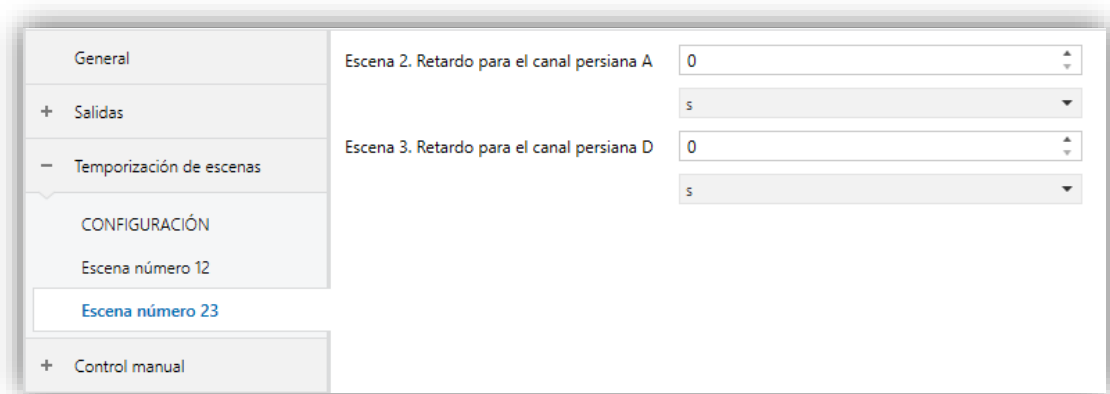 General
+ Salidas
− Temporización de escenas
CONFIGURACIÓN
Escena número 12
Escena número 23
+ Control manual
Escena 2. Retardo para el canal persiana A 0
s
Escena 3. Retardo para el canal persiana D 0
s